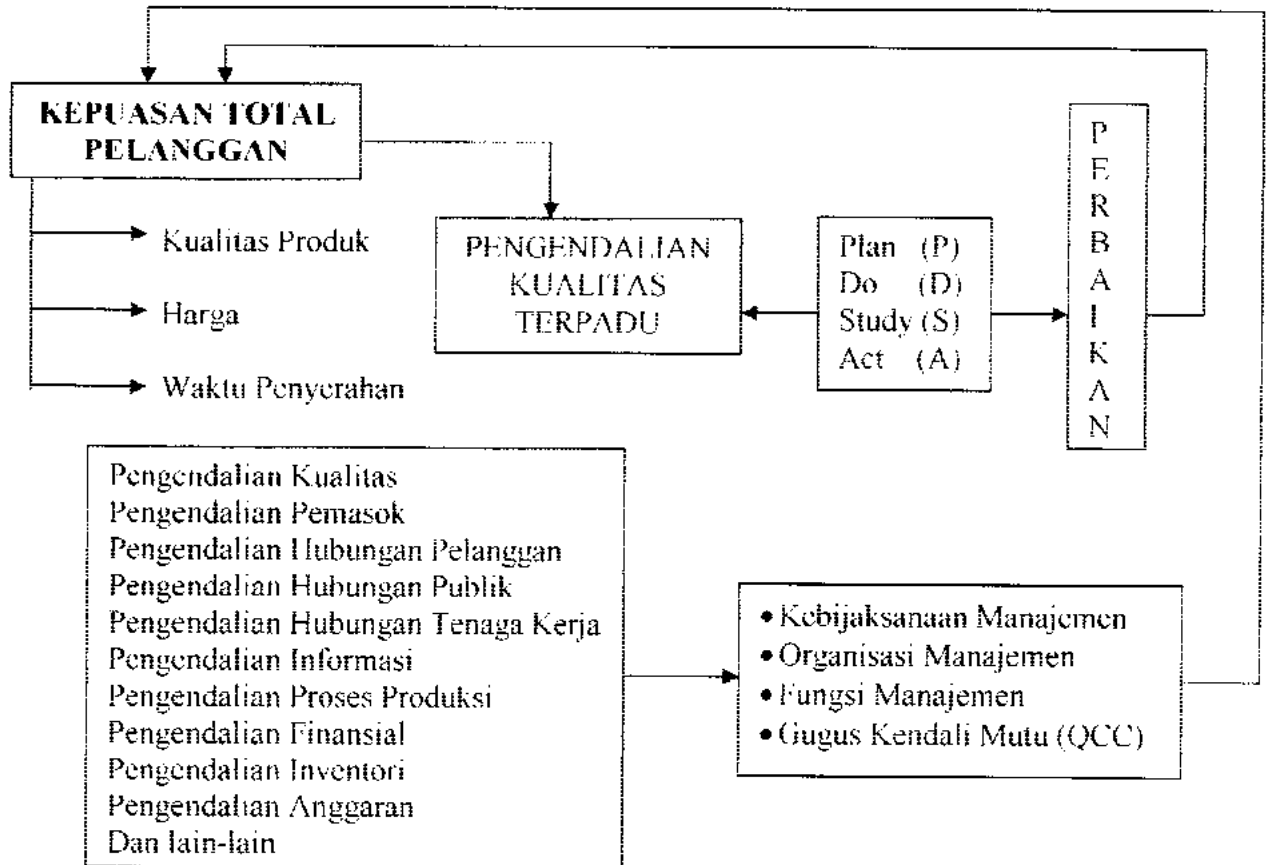 KEPUASAN TOTAL
PELANGGAN
Kualitas Produk
Harga
Waktu Penyerahan
PENGENDALIAN
KUALITAS
TERPADU
Plan (P)
Do (D)
Study (S)
Act (A)
P
E
R
B
A
I
K
A
N
Pengendalian Kualitas
Pengendalian Pemasok
Pengendalian Hubungan Pelanggan
Pengendalian Hubungan Publik
Pengendalian Hubungan Tenaga Kerja
Pengendalian Informasi
Pengendalian Proses Produksi
Pengendalian Finansial
Pengendalian Inventori
Pengendalian Anggaran
Dan lain-lain
• Kebijaksanaan Manajemen
• Organisasi Manajemen
• Fungsi Manajemen
• Gugus Kendali Mutu (QCC)